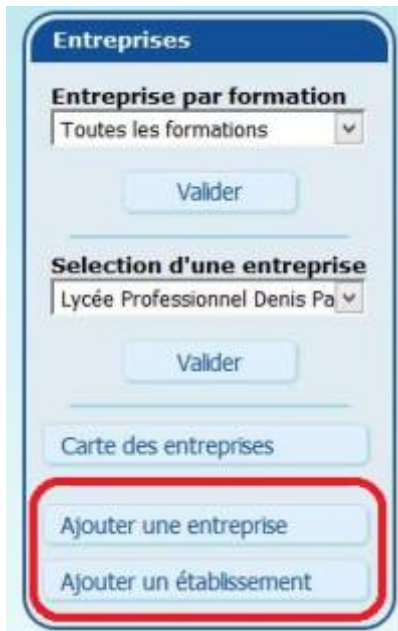 Entreprises
Entreprise par formation
Toutes les formations
Valider
Selection d'une entreprise
Lycée Professionnel Denis Pa
Valider
Carte des entreprises
Ajouter une entreprise
Ajouter un établissement